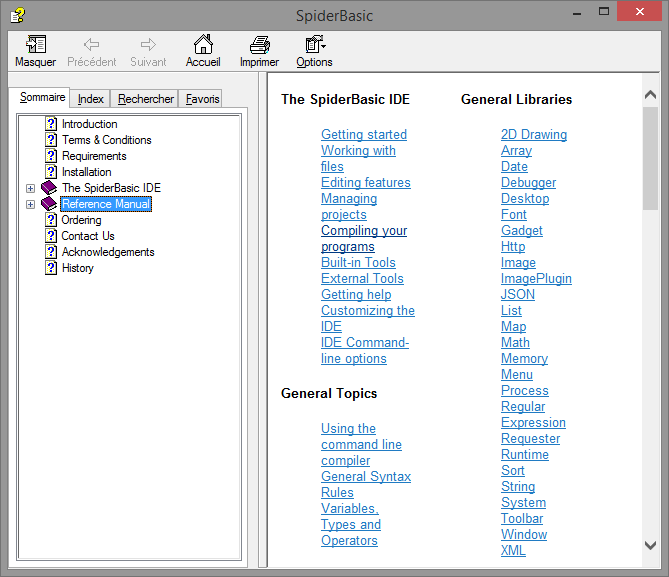 SpiderBasic
Masquer Précédent Suivant Accueil Imprimer Options
Sommaire Index Rechercher Favoris
Introduction
Terms & Conditions
Requirements
Installation
The SpiderBasic IDE
Reference Manual
Ordering
Contact Us
Acknowledgements
History
The SpiderBasic IDE
Getting started
Working with
files
Editing features
Managing
projects
Compiling your
programs
Built-in Tools
External Tools
Getting help
Customizing the
IDE
IDE Command-
line options
General Topics
Using the
command line
compiler
General Syntax
Rules
Variables,
Types and
Operators
General Libraries
2D Drawing
Array
Date
Debugger
Desktop
Font
Gadget
Http
Image
ImagePlugin
JSON
List
Map
Math
Memory
Menu
Process
Regular
Expression
Requester
Runtime
Sort
String
System
Toolbar
Window
XML